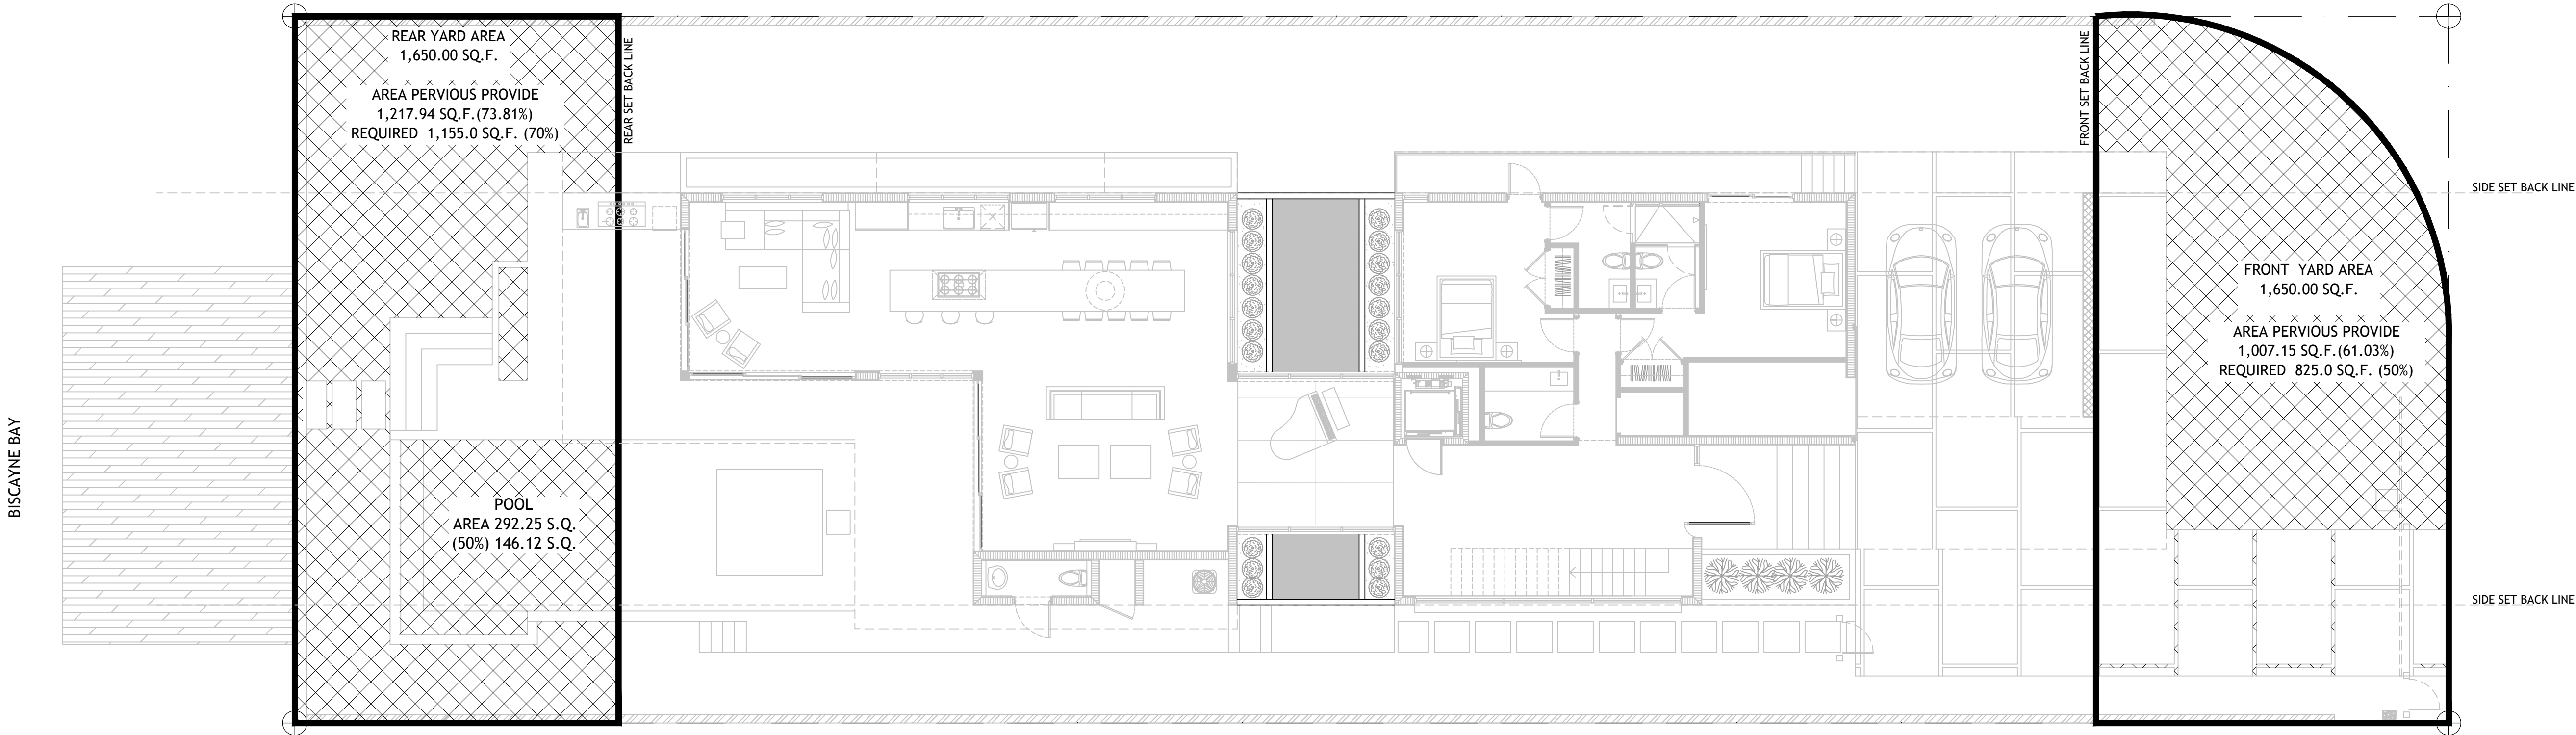 REAR YARD AREA
1,650.00 SQ.F.
AREA PERVIOUS PROVIDE
1,217.94 SQ.F.(73.81%)
REQUIRED 1,155.0 SQ.F. (70%)
REAR SET BACK LINE
FRONT SET BACK LINE
SIDE SET BACK LINE
FRONT YARD AREA
1,650.00 SQ.F.
AREA PERVIOUS PROVIDE
1,007.15 SQ.F.(61.03%)
REQUIRED 825.0 SQ.F. (50%)
BISCAYNE BAY
POOL
AREA 292.25 S.Q.
(50%) 146.12 S.Q.
SIDE SET BACK LINE